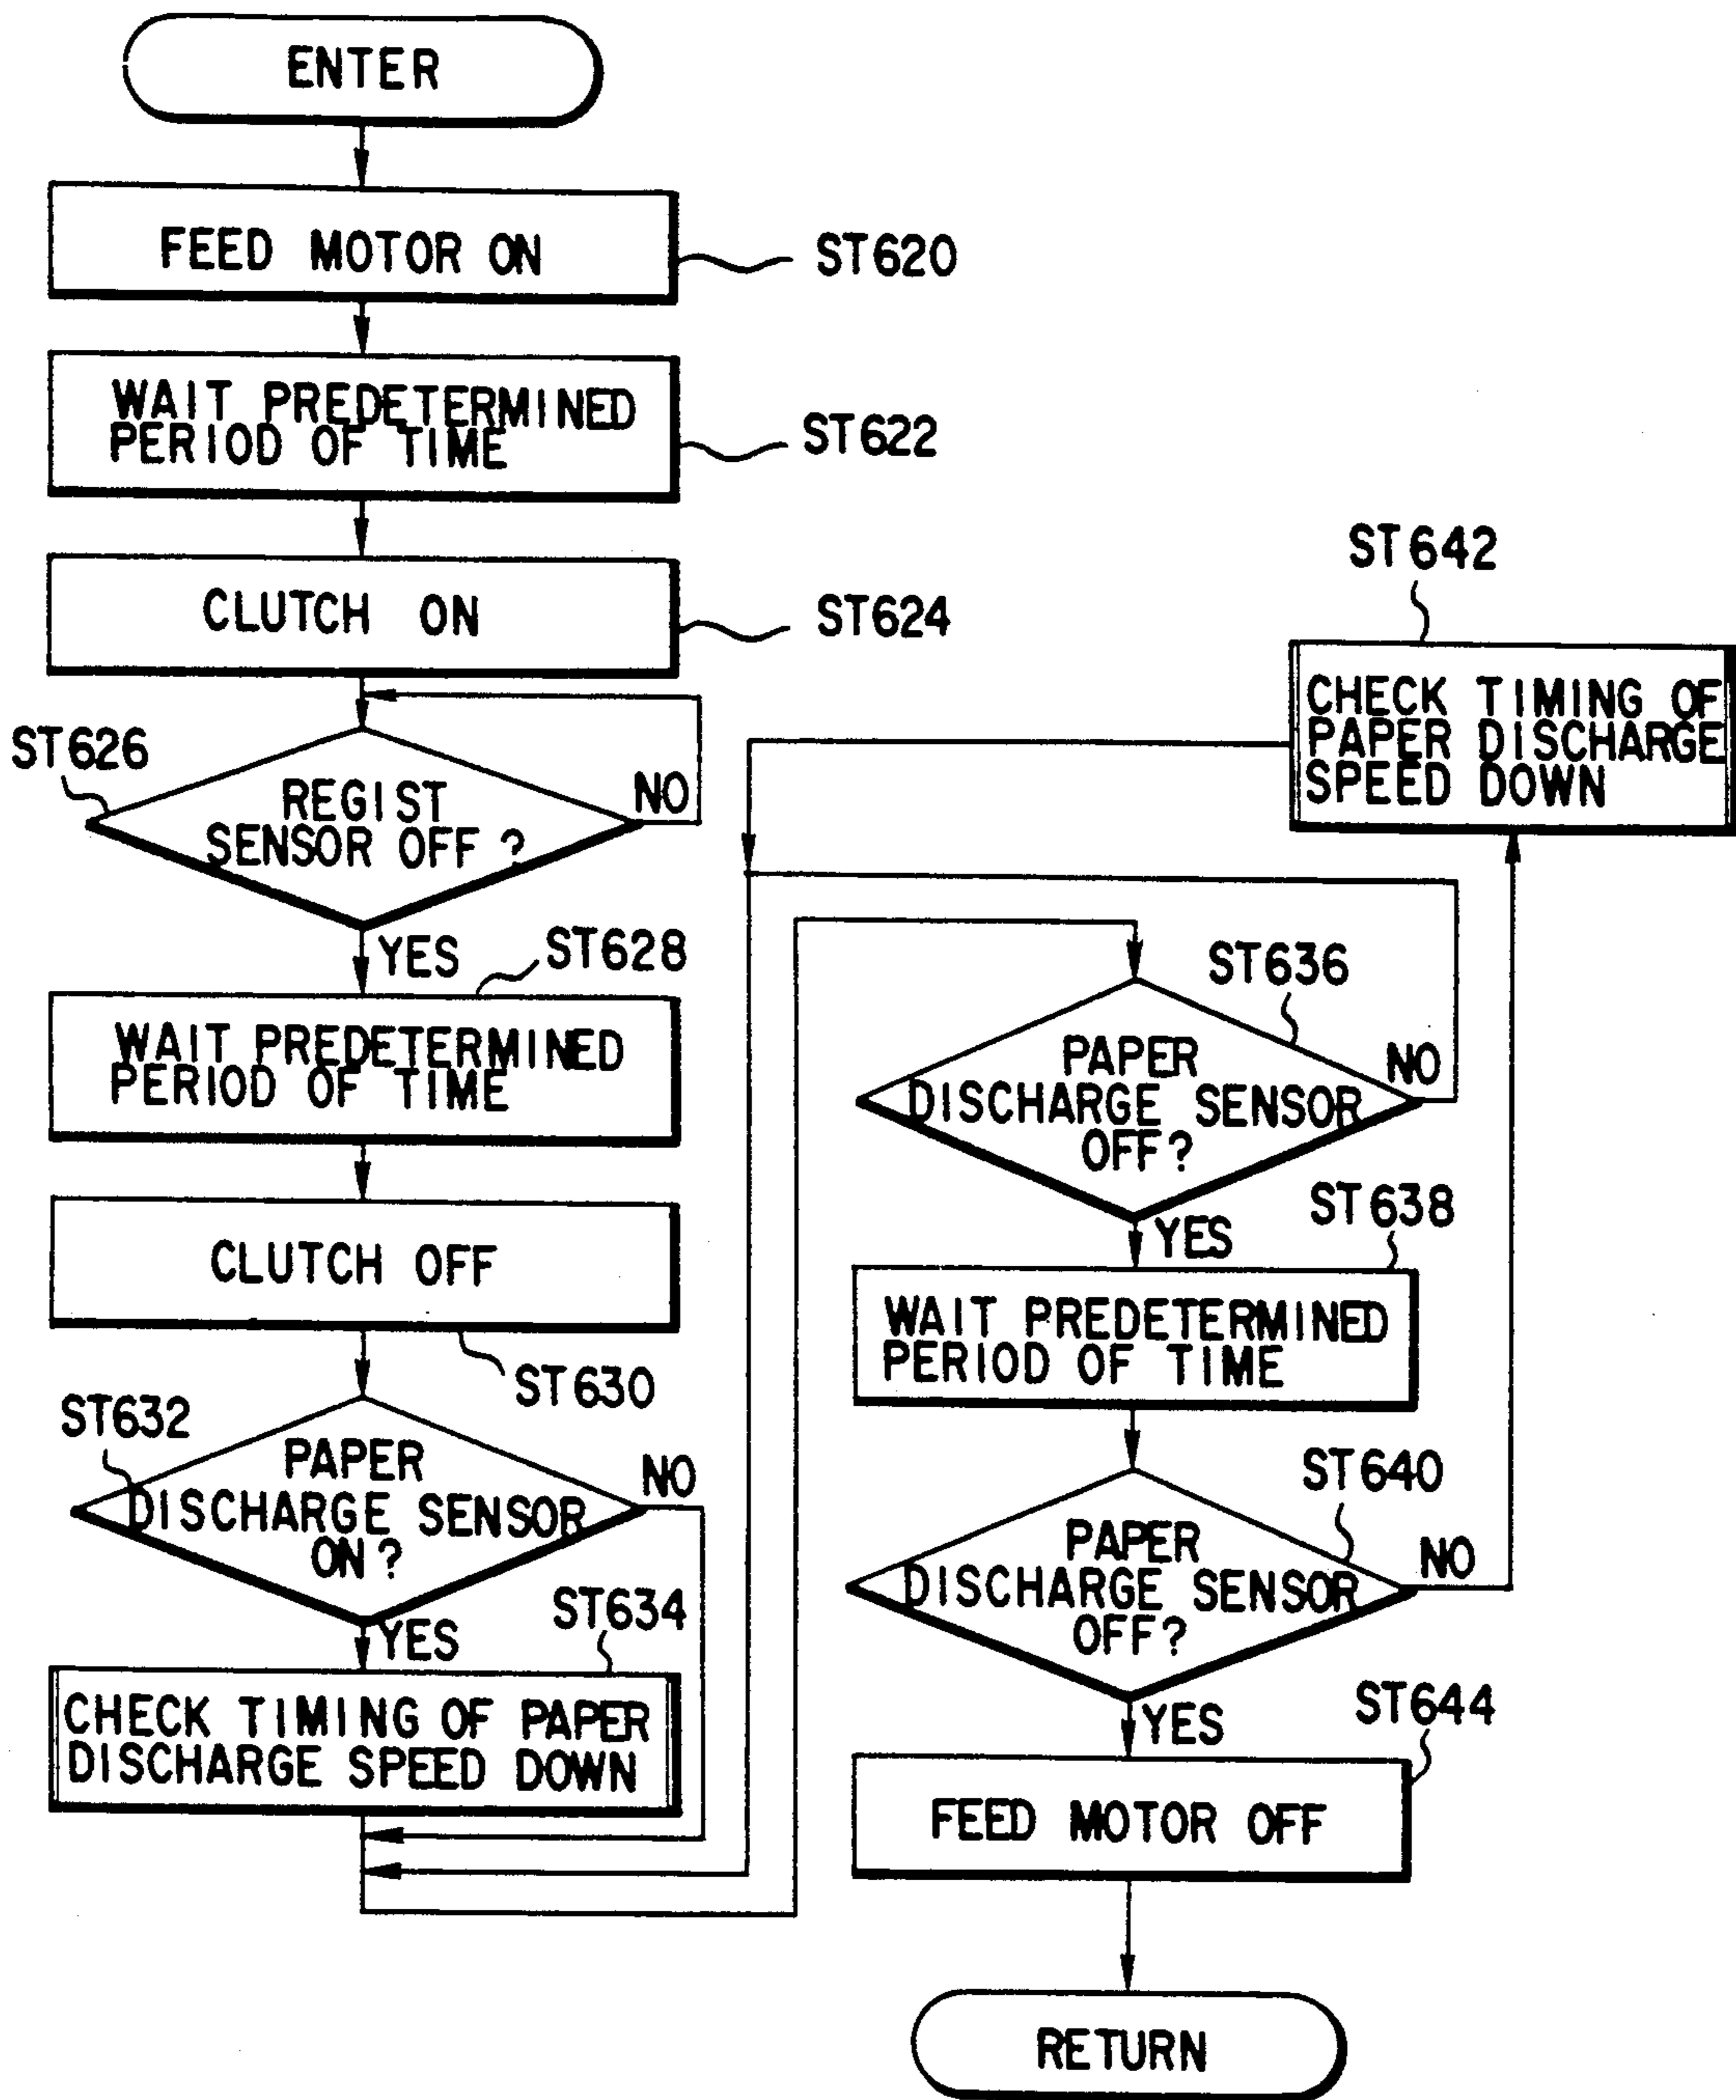 ENTER
FEED MOTOR ON
ST620
WAIT PREDETERMINED
PERIOD OF TIME
ST622
CLUTCH ON
ST624
ST626
REGIST
SENSOR OFF ?
NO
YES
ST628
WAIT PREDETERMINED
PERIOD OF TIME
CLUTCH OFF
ST630
ST632
PAPER
DISCHARGE SENSOR
ON?
NO
YES
ST634
CHECK TIMING OF PAPER
DISCHARGE SPEED DOWN
ST642
CHECK TIMING OF
PAPER DISCHARGE
SPEED DOWN
ST636
PAPER
DISCHARGE SENSOR
OFF?
NO
YES
ST638
WAIT PREDETERMINED
PERIOD OF TIME
ST640
PAPER
DISCHARGE SENSOR
OFF?
NO
YES
ST644
FEED MOTOR OFF
RETURN